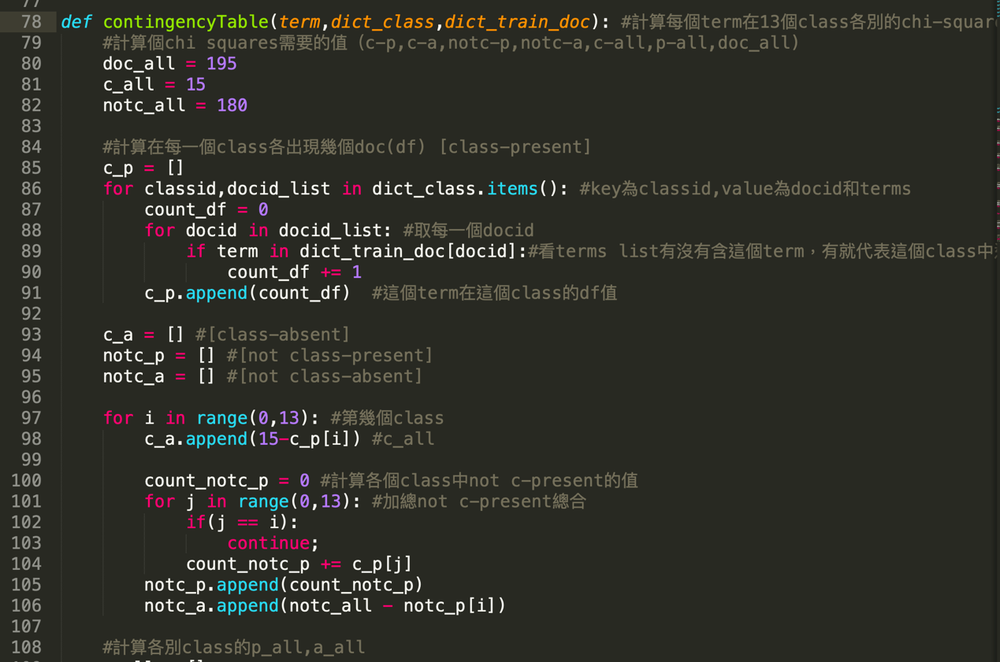 77
78 def contingencyTable(term,dict_class,dict_train_doc): #計算每個term在13個class各別的chi-squar
79 #計算個chi squares需要的值 (c-p,c-a,notc-p,notc-a,c-all,p-all,doc_all)
80 doc_all = 195
81 c_all = 15
82 notc_all = 180
83
84 #計算在每一個class各出現幾個doc(df) [class-present]
85 c_p = []
86 for classid,docid_list in dict_class.items(): #key為classid,value為docid和terms
87 count_df = 0
88 for docid in docid_list: #取每一個docid
89 if term in dict_train_doc[docid]:#看terms list有沒有含這個term，有就代表這個class中
90 count_df += 1
91 c_p.append(count_df) #這個term在這個class的df值
92
93 c_a = [] #[class-absent]
94 notc_p = [] #[not class-present]
95 notc_a = [] #[not class-absent]
96
97 for i in range(0,13): #第幾個class
98 c_a.append(15-c_p[i]) #c_all
99
100 count_notc_p = 0 #計算各個class中not c-present的值
101 for j in range(0,13): #加總not c-present總合
102 if(j == i):
103 continue;
104 count_notc_p += c_p[j]
105 notc_p.append(count_notc_p)
106 notc_a.append(notc_all - notc_p[i])
107
108 #計算各別class的p_all,a_all